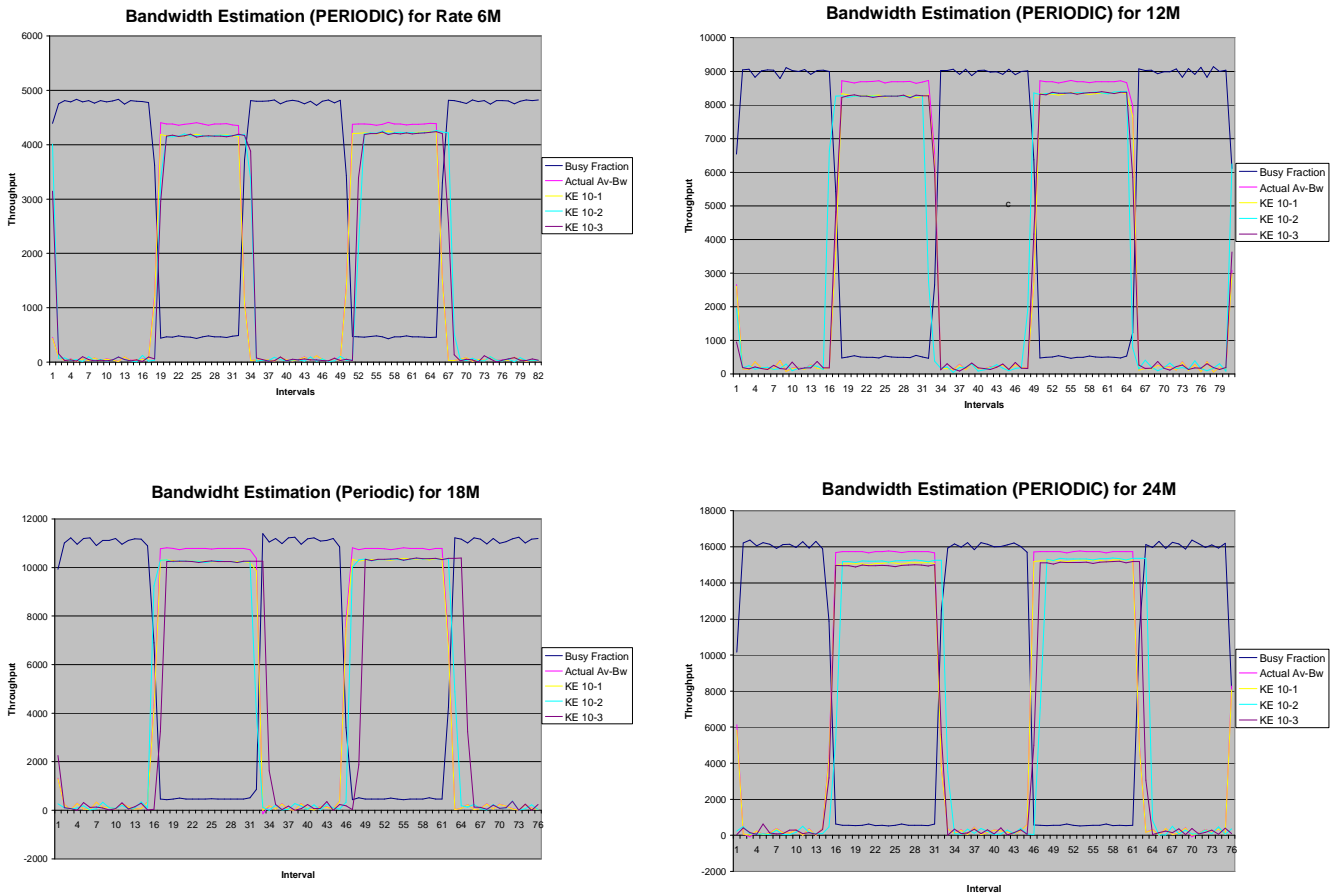 Bandwidth Estimation (PERIODIC) for Rate 6M
6000
5000
4000
3000
2000
1000
0
Throughput
1 4 7 10 13 16 19 22 25 28 31 34 37 40 43 46 49 52 55 58 61 64 67 70 73 76 79 82
Intervals
Busy Fraction
Actual Av-Bw
KE 10-1
KE 10-2
KE 10-3
Bandwidth Estimation (PERIODIC) for 12M
10000
9000
8000
7000
6000
5000
4000
3000
2000
1000
0
Throughput
c
1 4 7 10 13 16 19 22 25 28 31 34 37 40 43 46 49 52 55 58 61 64 67 70 73 76 79
Intervals
Busy Fraction
Actual Av-Bw
KE 10-1
KE 10-2
KE 10-3
Bandwidht Estimation (Periodic) for 18M
12000
10000
8000
6000
4000
2000
0
-2000
Throughput
1 4 7 10 13 16 19 22 25 28 31 34 37 40 43 46 49 52 55 58 61 64 67 70 73 76
Interval
Busy Fraction
Actual Av-Bw
KE 10-1
KE 10-2
KE 10-3
Bandwidth Estimation (PERIODIC) for 24M
18000
16000
14000
12000
10000
8000
6000
4000
2000
0
-2000
Throughput
1 4 7 10 13 16 19 22 25 28 31 34 37 40 43 46 49 52 55 58 61 64 67 70 73 76
Interval
Busy Fraction
Actual Av-Bw
KE 10-1
KE 10-2
KE 10-3